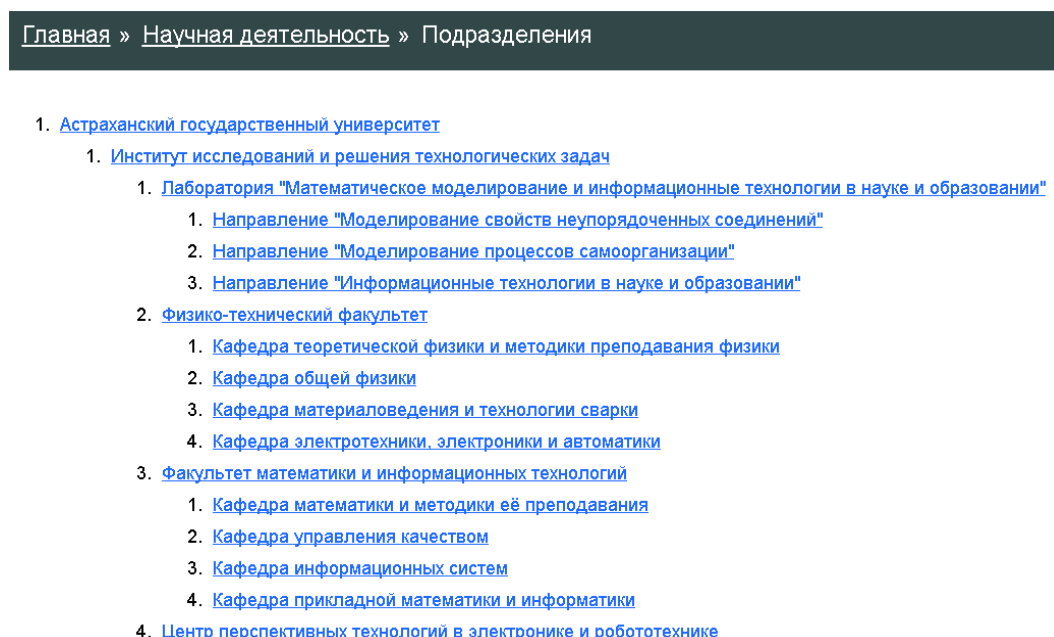 Главная » Научная деятельность » Подразделения
1. Астраханский государственный университет
1. Институт исследований и решения технологических задач
1. Лаборатория "Математическое моделирование и информационные технологии в науке и образовании"
1. Направление "Моделирование свойств неупорядоченных соединений"
2. Направление "Моделирование процессов самоорганизации"
3. Направление "Информационные технологии в науке и образовании"
2. Физико-технический факультет
1. Кафедра теоретической физики и методики преподавания физики
2. Кафедра общей физики
3. Кафедра материаловедения и технологии сварки
4. Кафедра электротехники, электроники и автоматики
3. Факультет математики и информационных технологий
1. Кафедра математики и методики её преподавания
2. Кафедра управления качеством
3. Кафедра информационных систем
4. Кафедра прикладной математики и информатики
4. Центр перспективных технологий в электронике и робототехнике